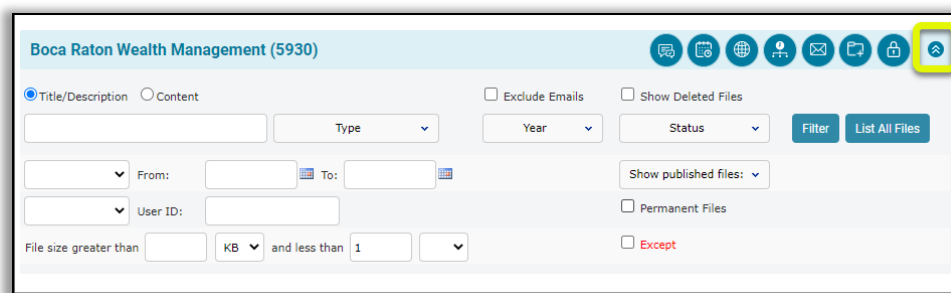 Boca Raton Wealth Management (5930)
Title/Description Content Exclude Emails Show Deleted Files
Type Year Status Filter List All Files
From: To: Show published files:
User ID: Permanent Files
File size greater than KB and less than 1 Except